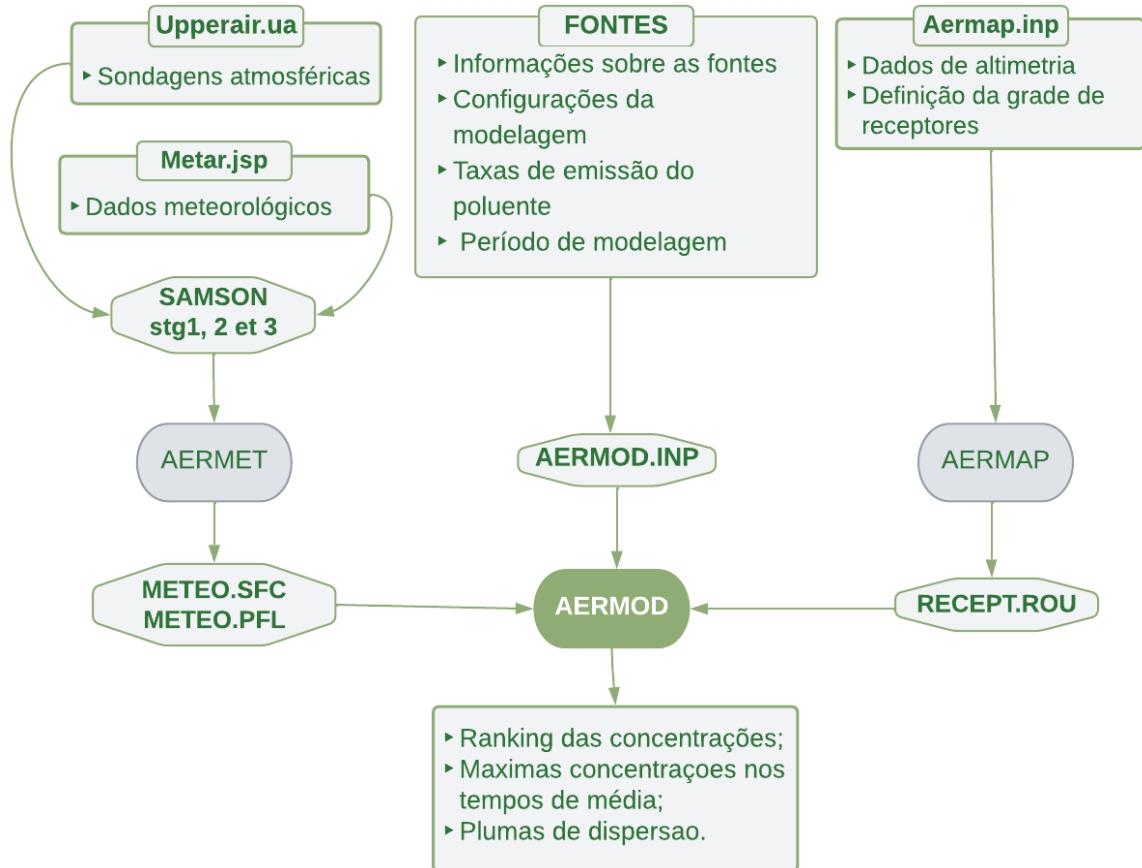 Upperair.ua
▸ Sondagens atmosféricas
Metar.jsp
▸ Dados meteorológicos
SAMSON
stg1, 2 et 3
AERMET
METEO.SFC
METEO.PFL
FONTES
▸ Informações sobre as fontes
▸ Configurações da
modelagem
▸ Taxas de emissão do
poluente
▸ Período de modelagem
AERMOD.INP
AERMOD
Aermap.inp
▸ Dados de altimetria
▸ Definição da grade de
receptores
AERMAP
RECEPT.ROU
▸ Ranking das concentrações;
▸ Maximas concentraçoes nos
tempos de média;
▸ Plumas de dispersao.